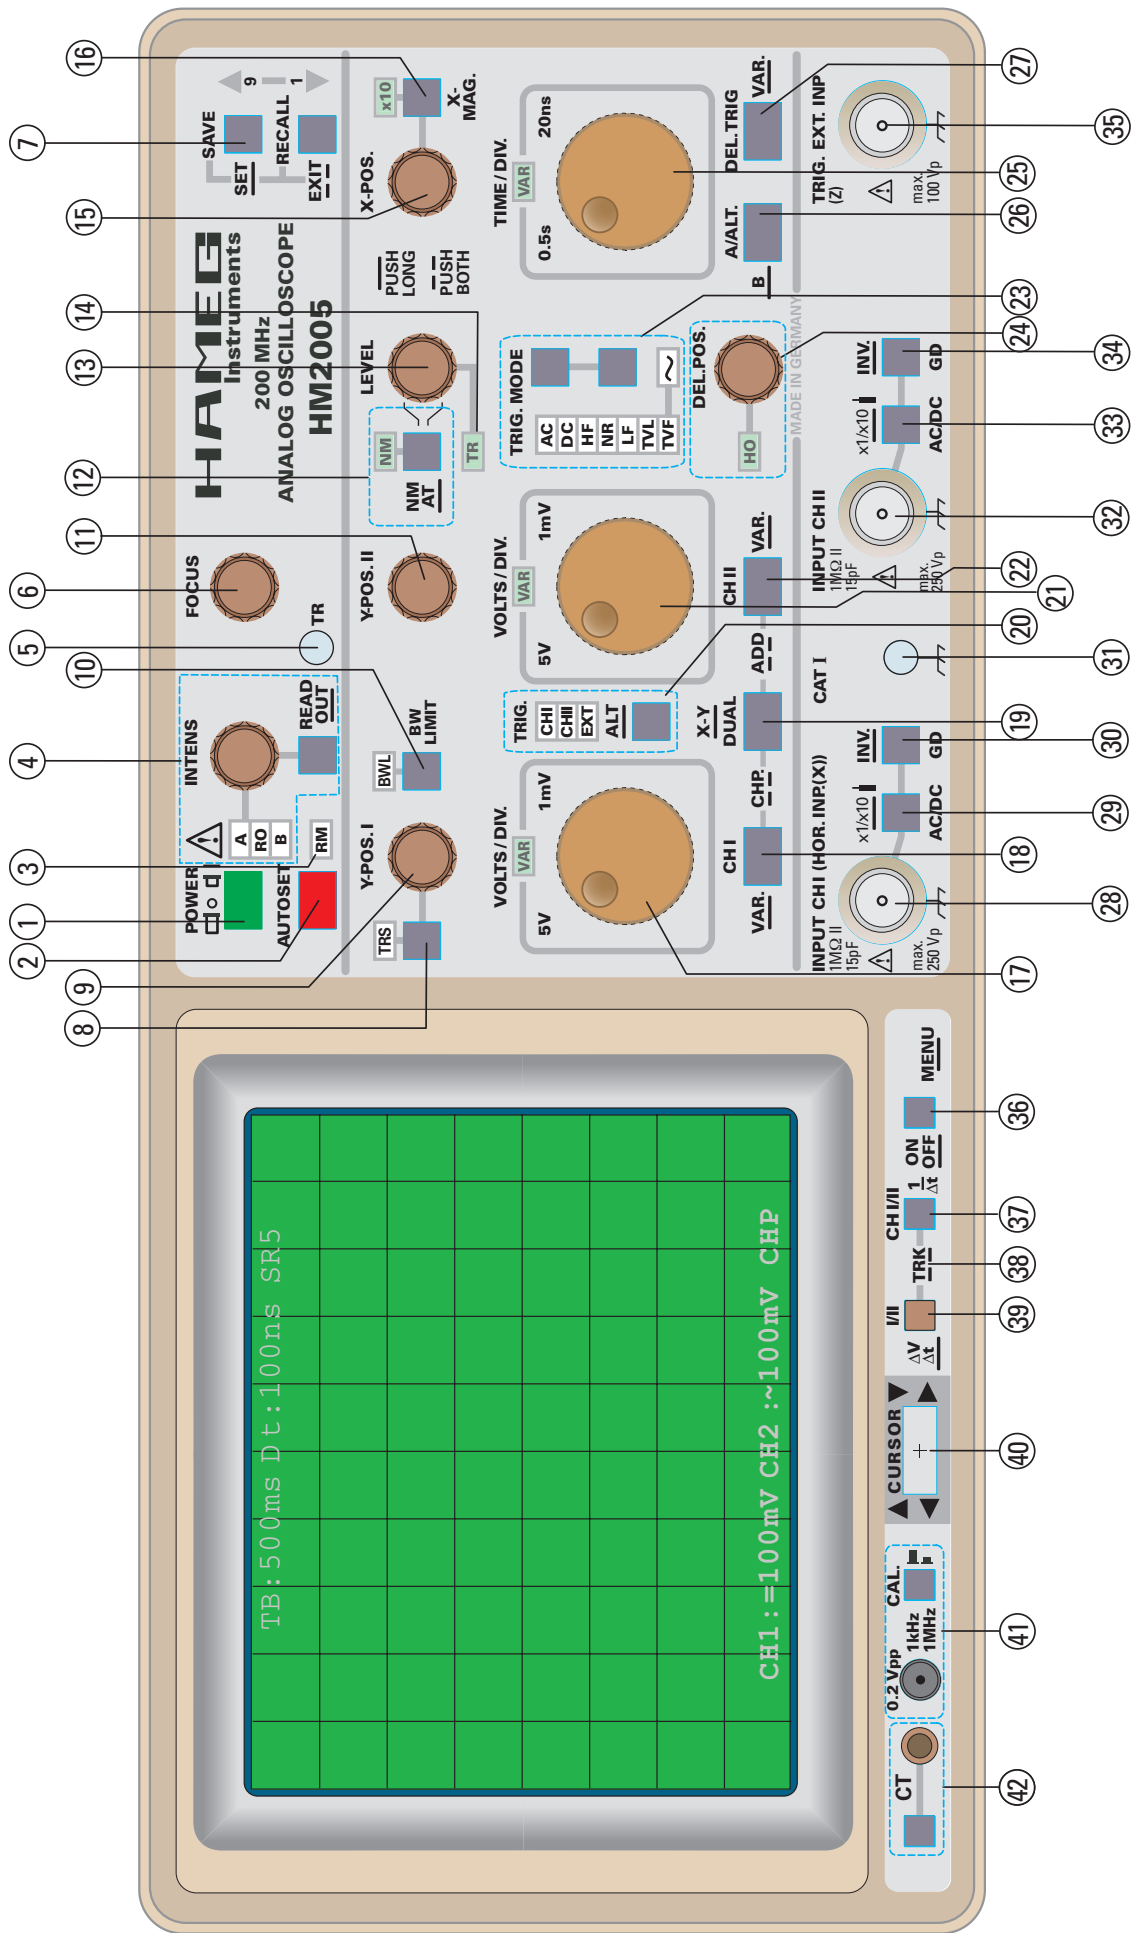 1
2
3
4
5
6
7
8
9
10
11
12
13
14
15
16
POWER
AUTOSET
A
RO
B
RM
INTENS
READ
OUT
TR
FOCUS
HAMEG
Instruments
200 MHz
ANALOG OSCILLOSCOPE
HM2005
SAVE
SET
RECALL
EXIT
9
1
TRS
Y-POS. I
BWL
BW
LIMIT
Y-POS. II
NM
NM
AT
LEVEL
TR
PUSH
LONG
PUSH
BOTH
X-POS.
x10
X-
MAG.
VOLTS / DIV.
VAR
5V
1mV
VAR.
CH I
CHP.
TRIG.
CHI
CHII
EXT
ALT
X-Y
DUAL
VOLTS / DIV.
VAR
5V
1mV
ADD
CH II
VAR.
TRIG. MODE
AC
DC
HF
NR
LF
TVL
TVF
~
DEL.POS.
HO
TIME / DIV.
VAR
0.5s
20ns
A/ALT.
B
DEL.TRIG
VAR.
MADE IN GERMANY
INPUT CHI (HOR. INP.(X))
1MΩ II
15pF
max.
250 Vp
x1/x10
AC/DC
INV.
GD
CAT I
INPUT CH II
1MΩ II
15pF
max.
250 Vp
x1/x10
AC/DC
INV.
GD
TRIG. EXT. INP
(Z)
max.
100 Vp
17
18
19
20
21
22
23
24
25
26
27
28
29
30
31
32
33
34
35
TB:500ms Dt:100ns SR5
CH1:=100mV CH2 :~100mV CHP
CT
0.2 Vpp
1kHz
1MHz
CAL.
CURSOR
ΔV
Δt
I/II
TRK
CH I/II
1
Δt
ON
OFF
MENU
42
41
40
39
38
37
36